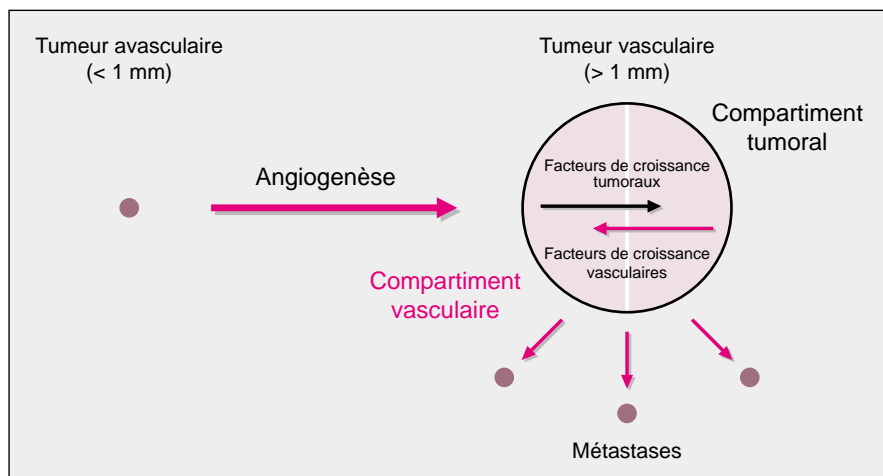 Tumeur avasculaire
(< 1 mm)
Tumeur vasculaire
(> 1 mm)
Compartiment
tumoral
Facteurs de croissance
tumoraux
Angiogenèse
Facteurs de croissance
vasculaires
Compartiment
vasculaire
Métastases